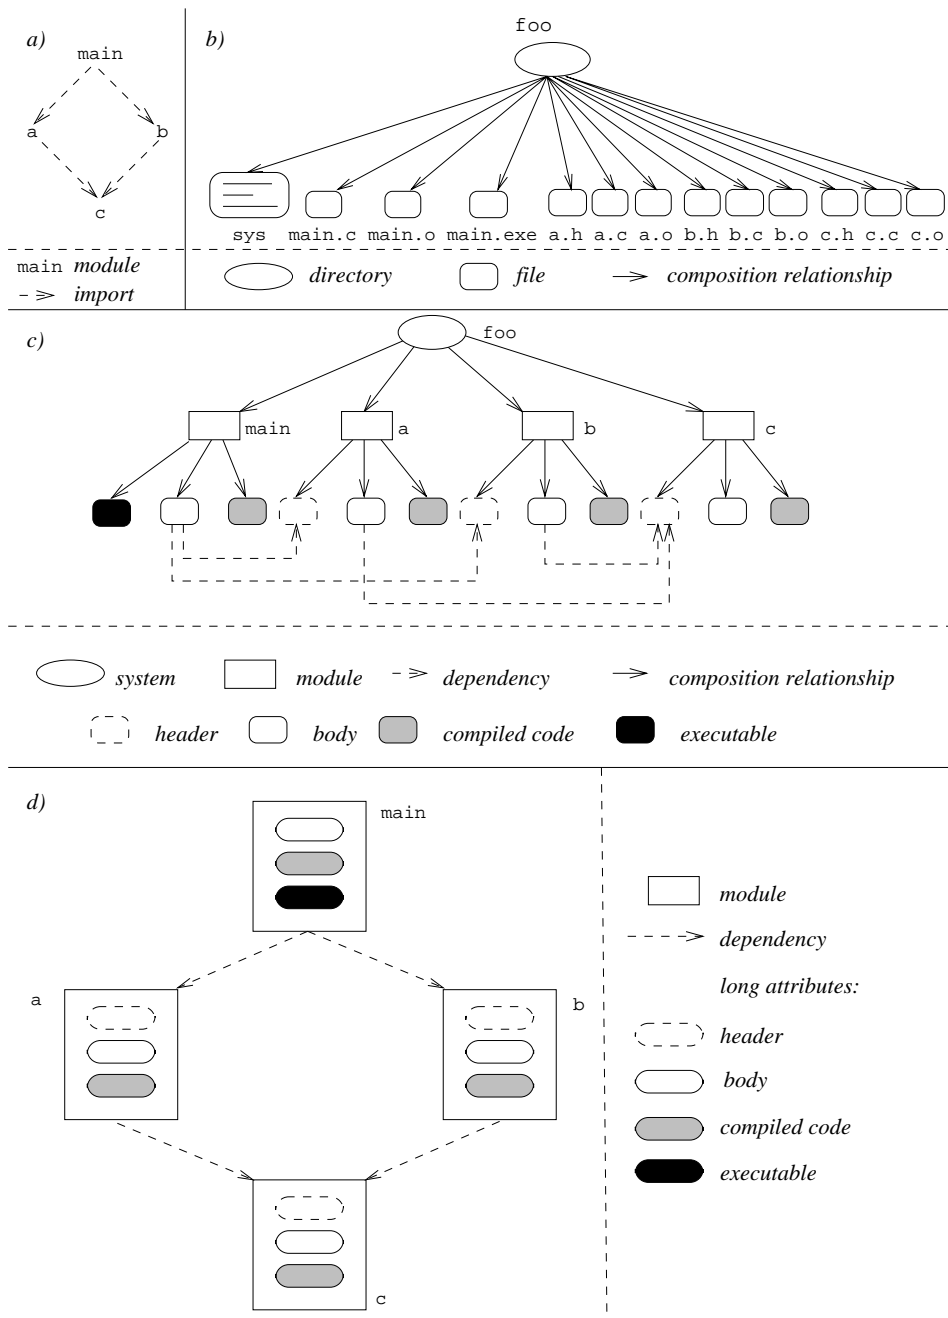 a)
main
a b
c
main module
import
b)
foo
sys main.c main.o main.exe a.h a.c a.o b.h b.c b.o c.h c.c c.o
directory file composition relationship
c)
foo
main a b c
system module dependency composition relationship
header body compiled code executable
d)
main
a
b
c
module
dependency
long attributes:
header
body
compiled code
executable